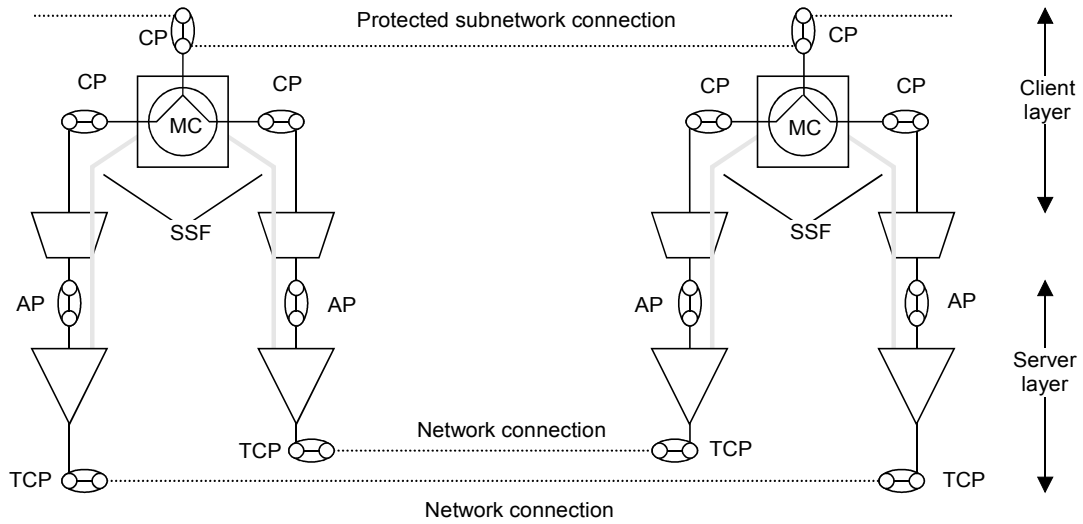 Protected subnetwork connection
CP
CP
CP
CP
CP
CP
MC
MC
Client
layer
SSF
SSF
AP
AP
AP
AP
Server
layer
Network connection
TCP
TCP
TCP
TCP
Network connection